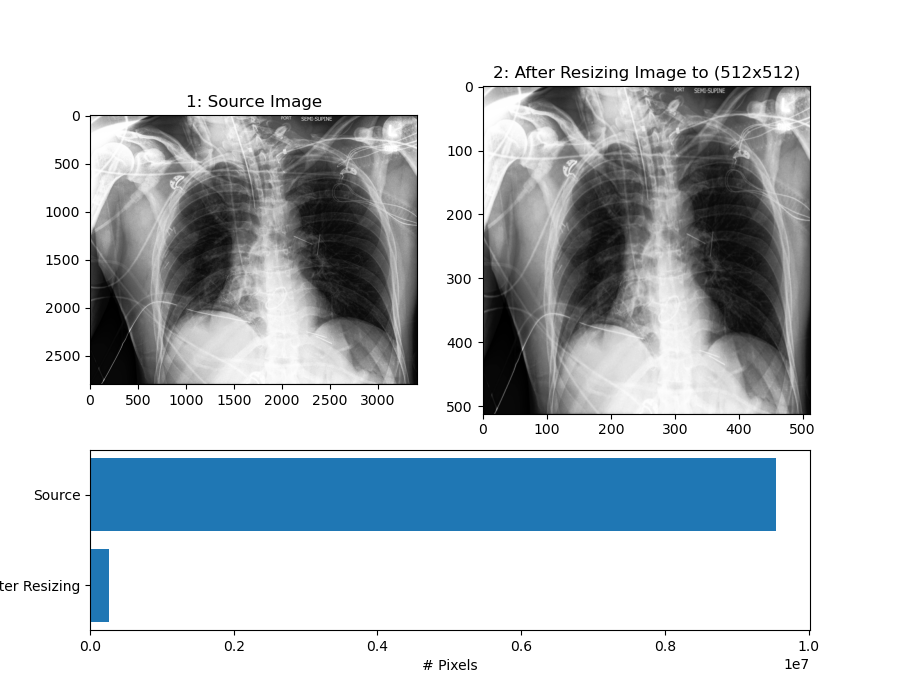 1: Source Image
PORT SEMI-SUPINE
0
500
1000
1500
2000
2500
0 500 1000 1500 2000 2500 3000
2: After Resizing Image to (512x512)
PORT SEMI-SUPINE
0
100
200
300
400
500
0 100 200 300 400 500
Source
ter Resizing
0.0 0.2 0.4 0.6 0.8 1.0
1e7
# Pixels